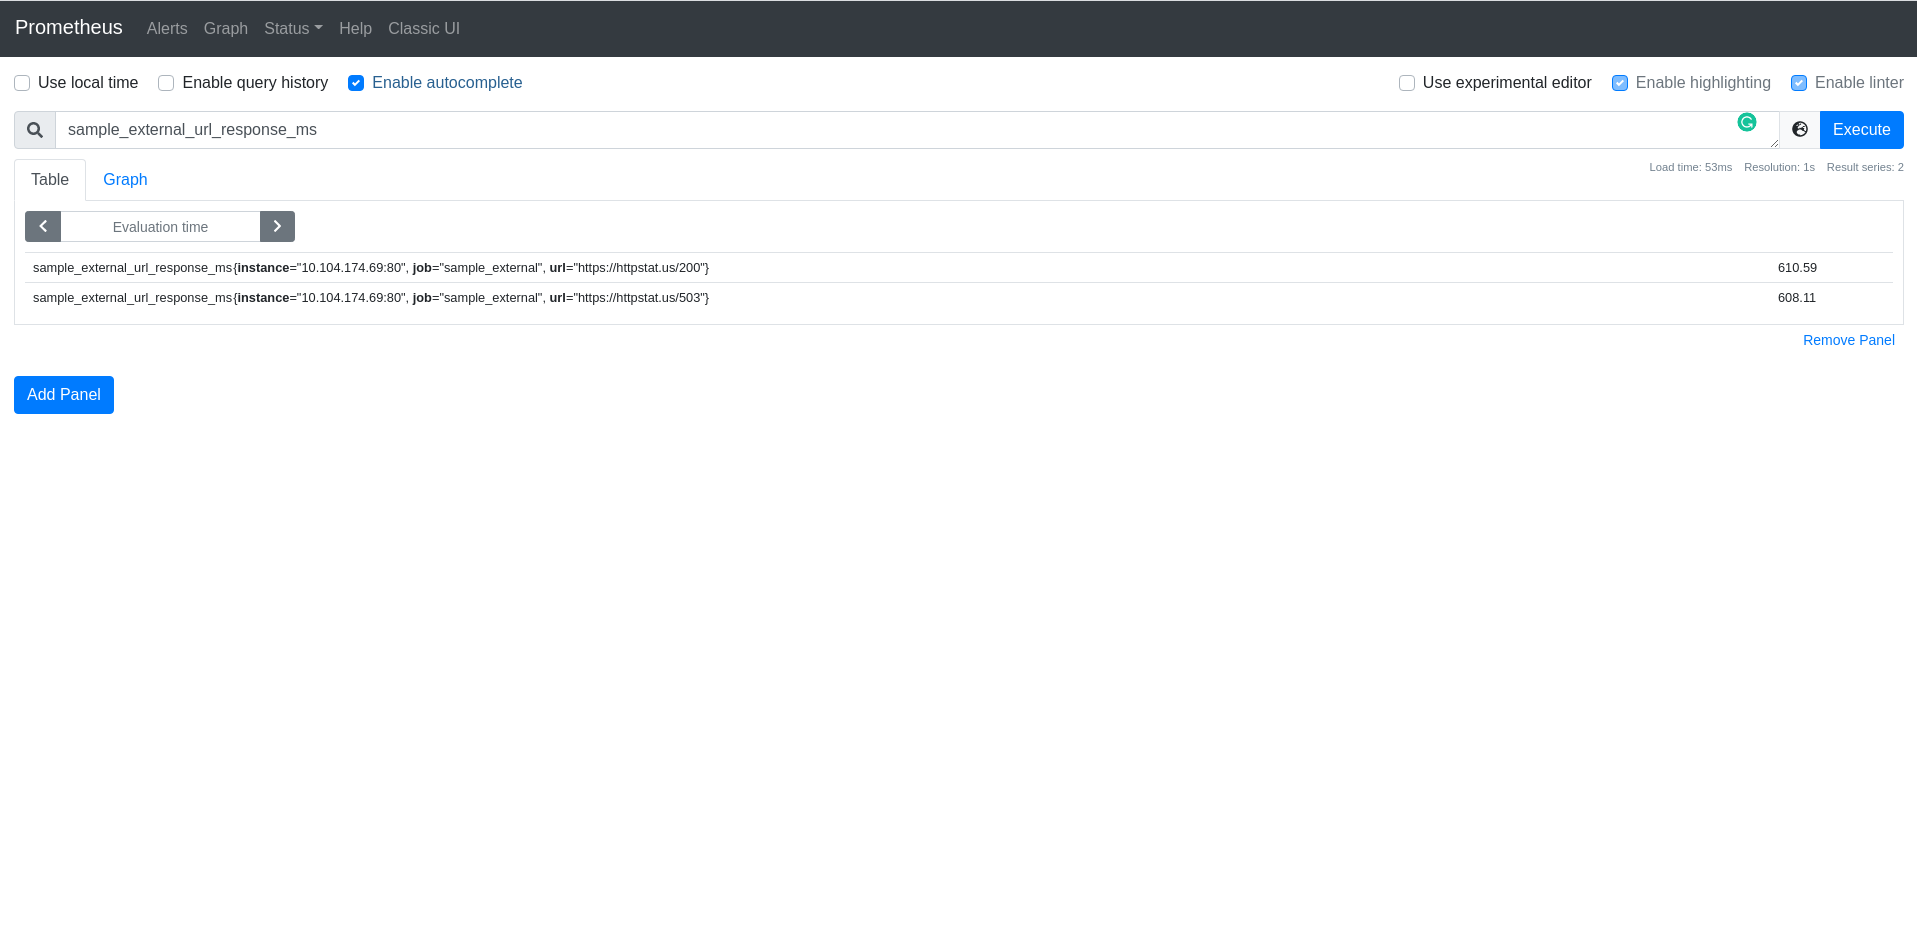 Prometheus Alerts Graph Status Help Classic UI
Use local time Enable query history Enable autocomplete Use experimental editor Enable highlighting Enable linter
sample_external_url_response_ms Execute
Table Graph Load time: 53ms Resolution: 1s Result series: 2
Evaluation time
sample_external_url_response_ms{instance="10.104.174.69:80", job="sample_external", url="https://httpstat.us/200"} 610.59
sample_external_url_response_ms{instance="10.104.174.69:80", job="sample_external", url="https://httpstat.us/503"} 608.11
Remove Panel
Add Panel